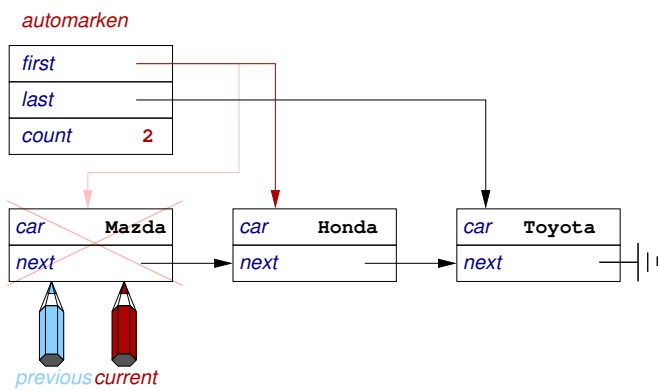 automarken
first
last
count 2
car Mazda car Honda car Toyota
next next next
previous current